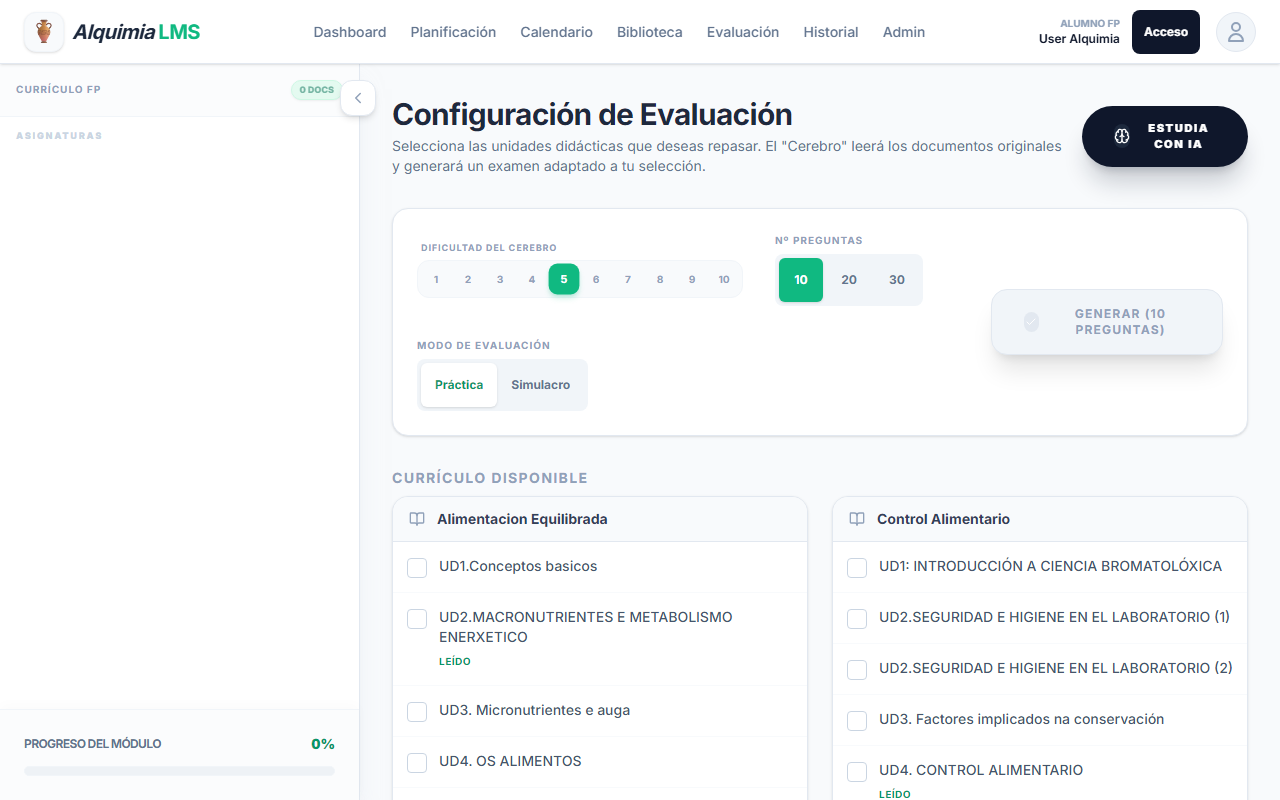 Alquimia LMS
Dashboard
Planificación
Calendario
Biblioteca
Evaluación
Historial
Admin
ALUMNO FP
User Alquimia
Acceso
CURRÍCULO FP
0 DOCS
ASIGNATURAS
PROGRESO DEL MÓDULO
0%
Configuración de Evaluación
Selecciona las unidades didácticas que deseas repasar. El "Cerebro" leerá los documentos originales
y generará un examen adaptado a tu selección.
ESTUDIA
CON IA
DIFICULTAD DEL CEREBRO
1 2 3 4 5 6 7 8 9 10
Nº PREGUNTAS
10 20 30
MODO DE EVALUACIÓN
Práctica Simulacro
GENERAR (10
PREGUNTAS)
CURRÍCULO DISPONIBLE
Alimentacion Equilibrada
UD1.Conceptos basicos
UD2.MACRONUTRIENTES E METABOLISMO
ENERXETICO
LEÍDO
UD3. Micronutrientes e auga
UD4. OS ALIMENTOS
Control Alimentario
UD1: INTRODUCCIÓN A CIENCIA BROMATOLÓXICA
UD2.SEGURIDAD E HIGIENE EN EL LABORATORIO (1)
UD2.SEGURIDAD E HIGIENE EN EL LABORATORIO (2)
UD3. Factores implicados na conservación
UD4. CONTROL ALIMENTARIO
LEÍDO